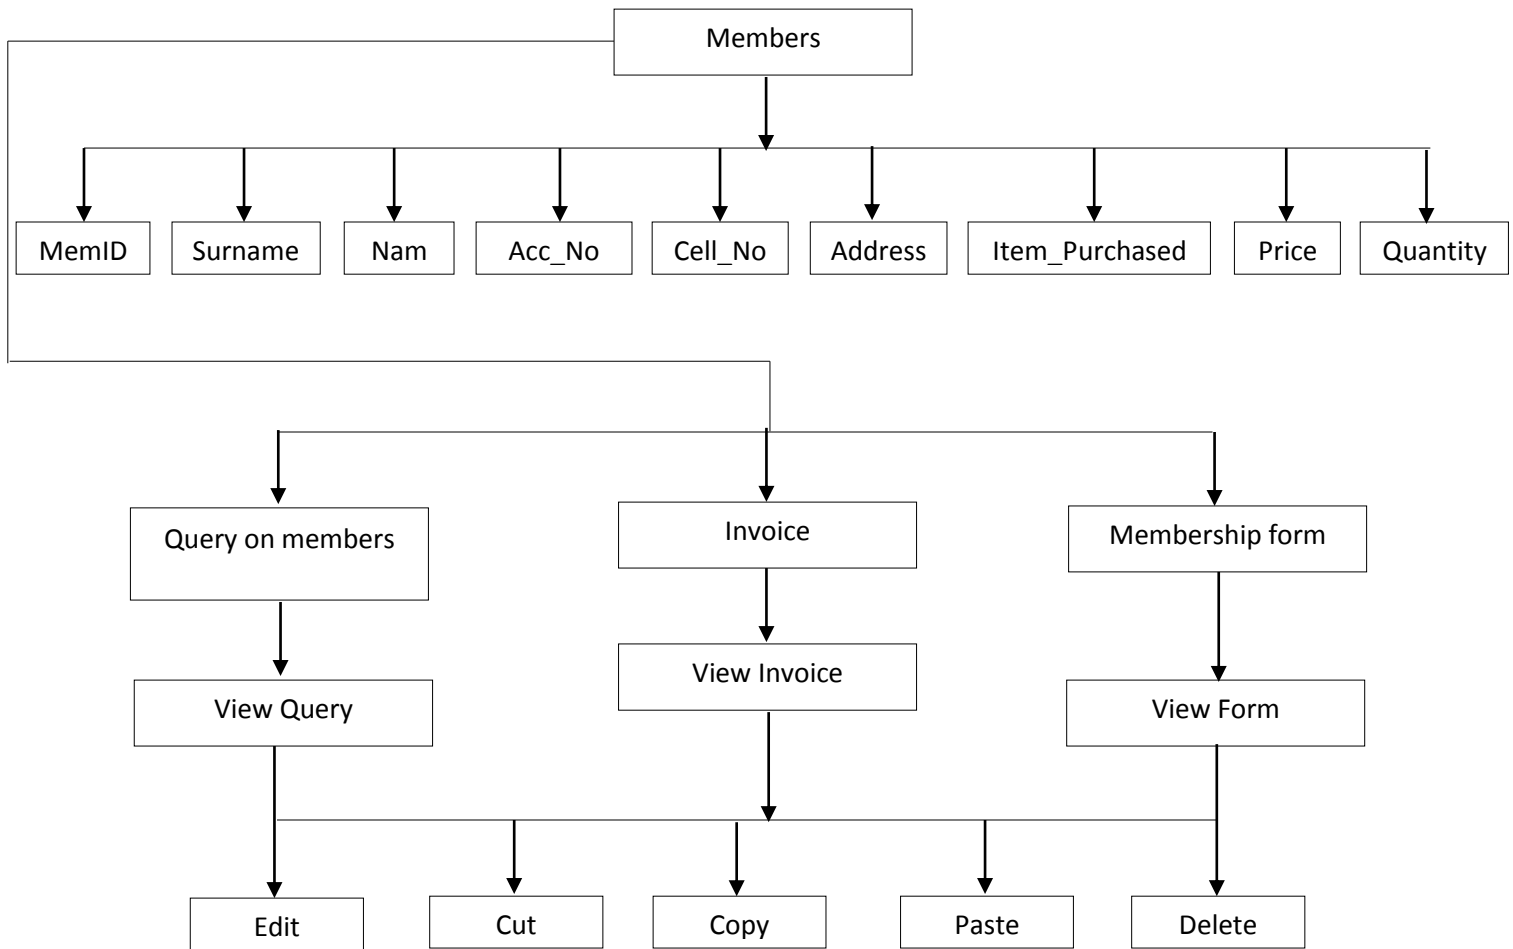 Members
MemID
Surname
Nam
Acc_No
Cell_No
Address
Item_Purchased
Price
Quantity
Query on members
Invoice
Membership form
View Query
View Invoice
View Form
Edit
Cut
Copy
Paste
Delete